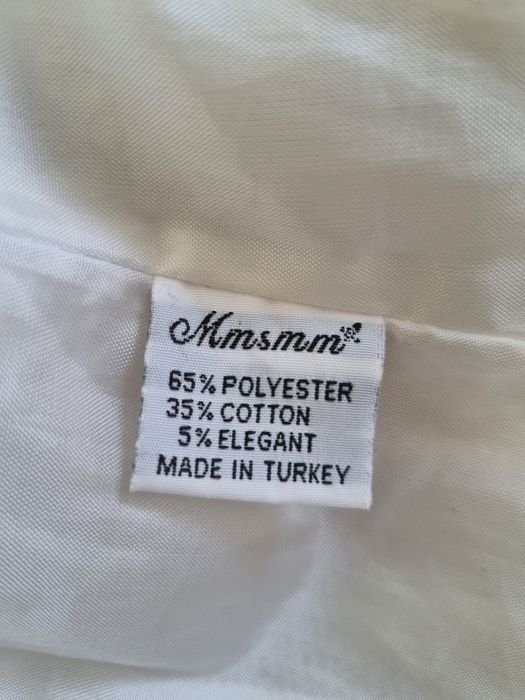 Mmsmm
65% POLYESTER
35% COTTON
5% ELEGANT
MADE IN TURKEY